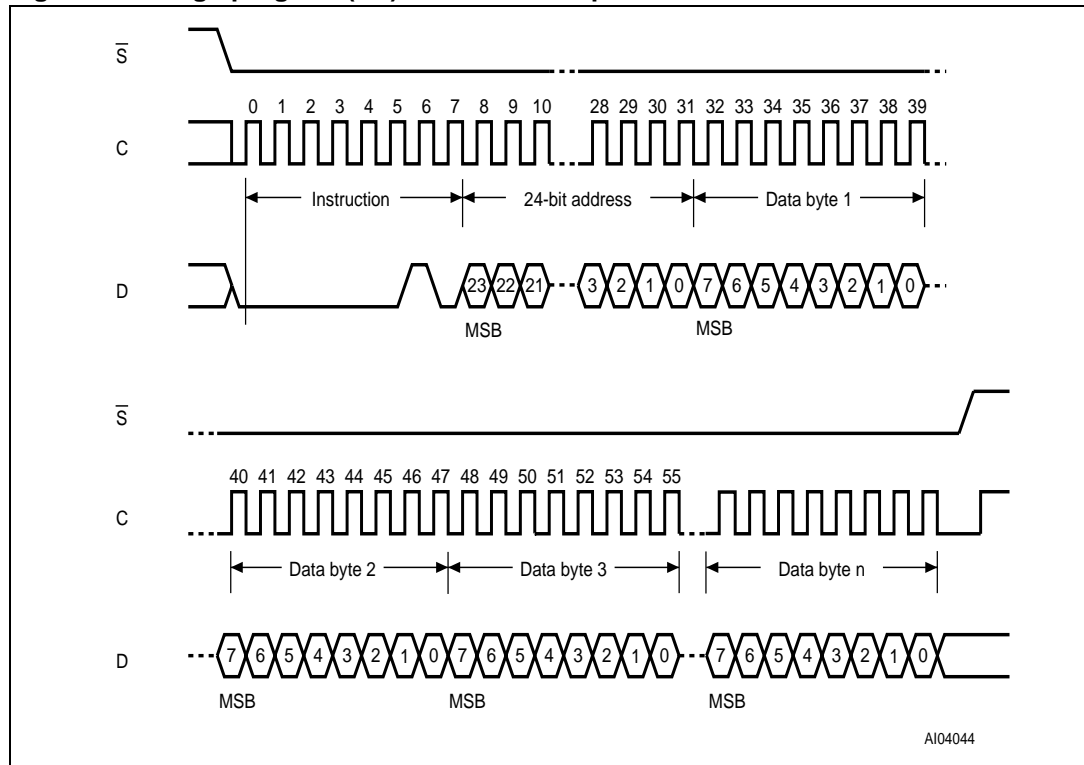 S
0 1 2 3 4 5 6 7 8 9 10 28 29 30 31 32 33 34 35 36 37 38 39
C
Instruction 24-bit address Data byte 1
D
23 22 21 3 2 1 0 7 6 5 4 3 2 1 0
MSB MSB
S
40 41 42 43 44 45 46 47 48 49 50 51 52 53 54 55
C
Data byte 2 Data byte 3 Data byte n
D
7 6 5 4 3 2 1 0 7 6 5 4 3 2 1 0 7 6 5 4 3 2 1 0
MSB MSB MSB
AI04044